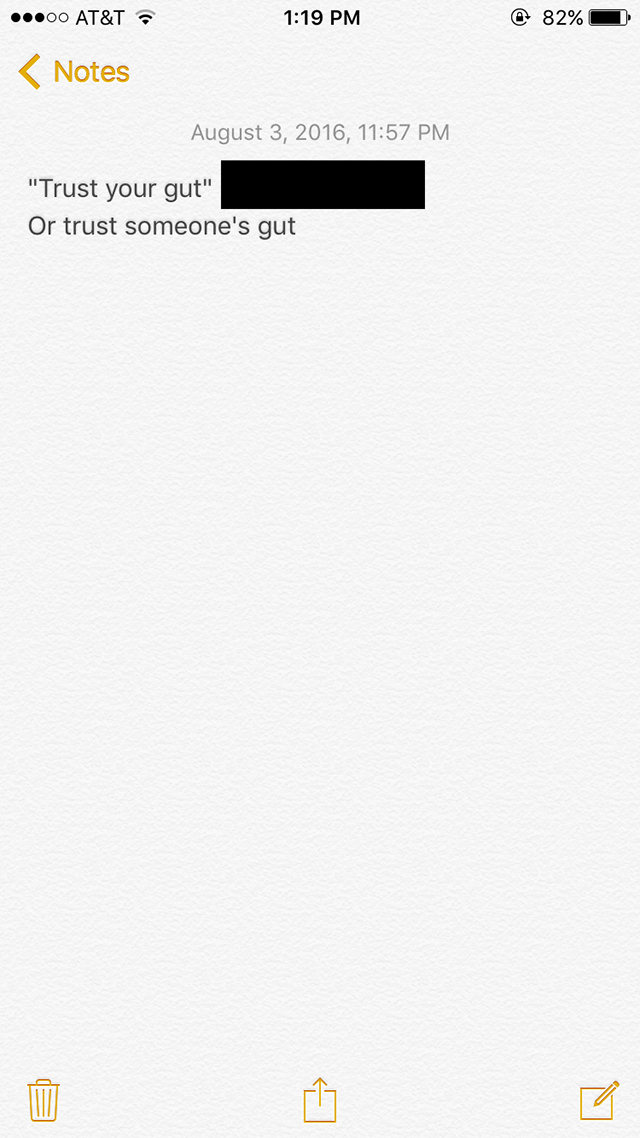 AT&T 1:19 PM 82%
Notes
August 3, 2016, 11:57 PM
"Trust your gut"
Or trust someone's gut